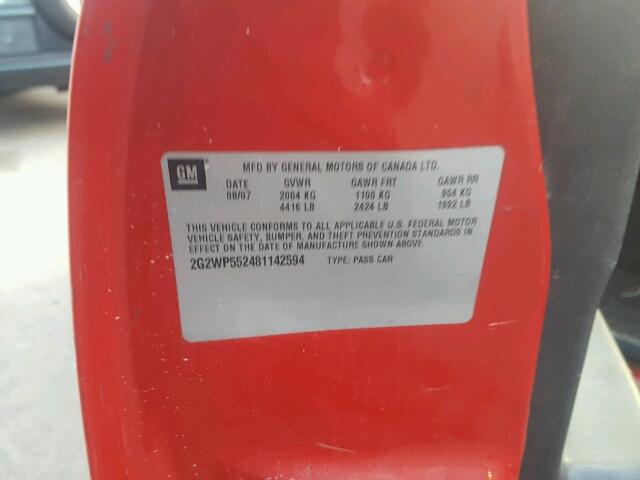 GM MFD BY GENERAL MOTORS OF CANADA LTD.
DATE GVWR GAWR FRT GAWR RR
08/07 2004 KG 1100 KG 904 KG
4416 LB 2424 LB 1992 LB
THIS VEHICLE CONFORMS TO ALL APPLICABLE U.S. FEDERAL MOTOR
VEHICLE SAFETY, BUMPER, AND THEFT PREVENTION STANDARDS IN
EFFECT ON THE DATE OF MANUFACTURE SHOWN ABOVE.
2G2WP552481142594 TYPE: PASS CAR